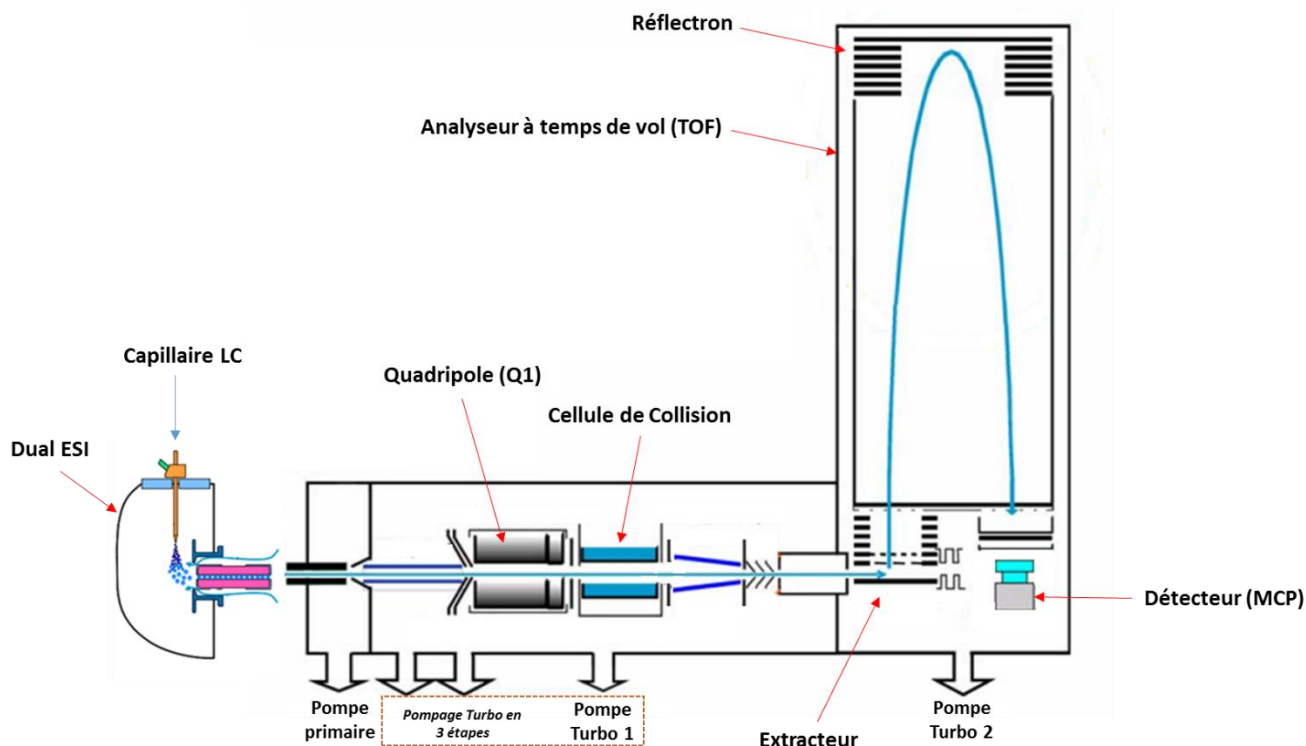 Réflectron
Analyseur à temps de vol (TOF)
Capillaire LC
Quadripole (Q1)
Cellule de Collision
Dual ESI
Détecteur (MCP)
Pompe
primaire
Pompage Turbo en
3 étapes
Pompe
Turbo 1
Extracteur
Pompe
Turbo 2